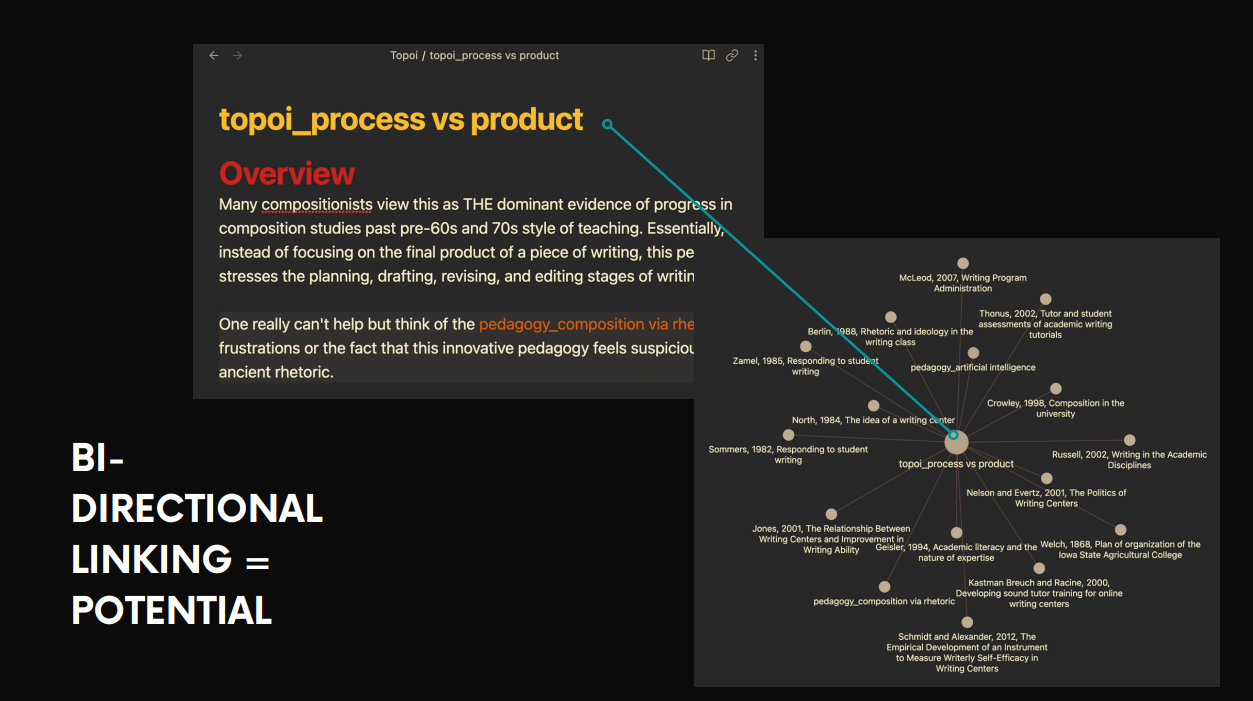 Topoi / topoi_process vs product
topoi_process vs product
Overview
Many compositionists view this as THE dominant evidence of progress in
composition studies past pre-60s and 70s style of teaching. Essentially,
instead of focusing on the final product of a piece of writing, this pe
stresses the planning, drafting, revising, and editing stages of writin
One really can't help but think of the pedagogy_composition via rhe
frustrations or the fact that this innovative pedagogy feels suspiciou
ancient rhetoric.
BI-
DIRECTIONAL
LINKING =
POTENTIAL
McLeod, 2007, Writing Program
Administration
Thonus, 2002, Tutor and student
assessments of academic writing
tutorials
Berlin, 1988, Rhetoric and ideology in the
writing class
Zamel, 1985, Responding to student
writing
pedagogy_artificial intelligence
Crowley, 1998, Composition in the
university
North, 1984, The idea of a writing center
Sommers, 1982, Responding to student
writing
Russell, 2002, Writing in the Academic
Disciplines
topoi_process vs product
Nelson and Evertz, 2001, The Politics of
Writing Centers
Jones, 2001, The Relationship Between
Writing Centers and Improvement in
Writing Ability
Geisler, 1994, Academic literacy and the
nature of expertise
Welch, 1868, Plan of organization of the
Iowa State Agricultural College
Kastman Breuch and Racine, 2000,
Developing sound tutor training for online
writing centers
pedagogy_composition via rhetoric
Schmidt and Alexander, 2012, The
Empirical Development of an Instrument
to Measure Writerly Self-Efficacy in
Writing Centers